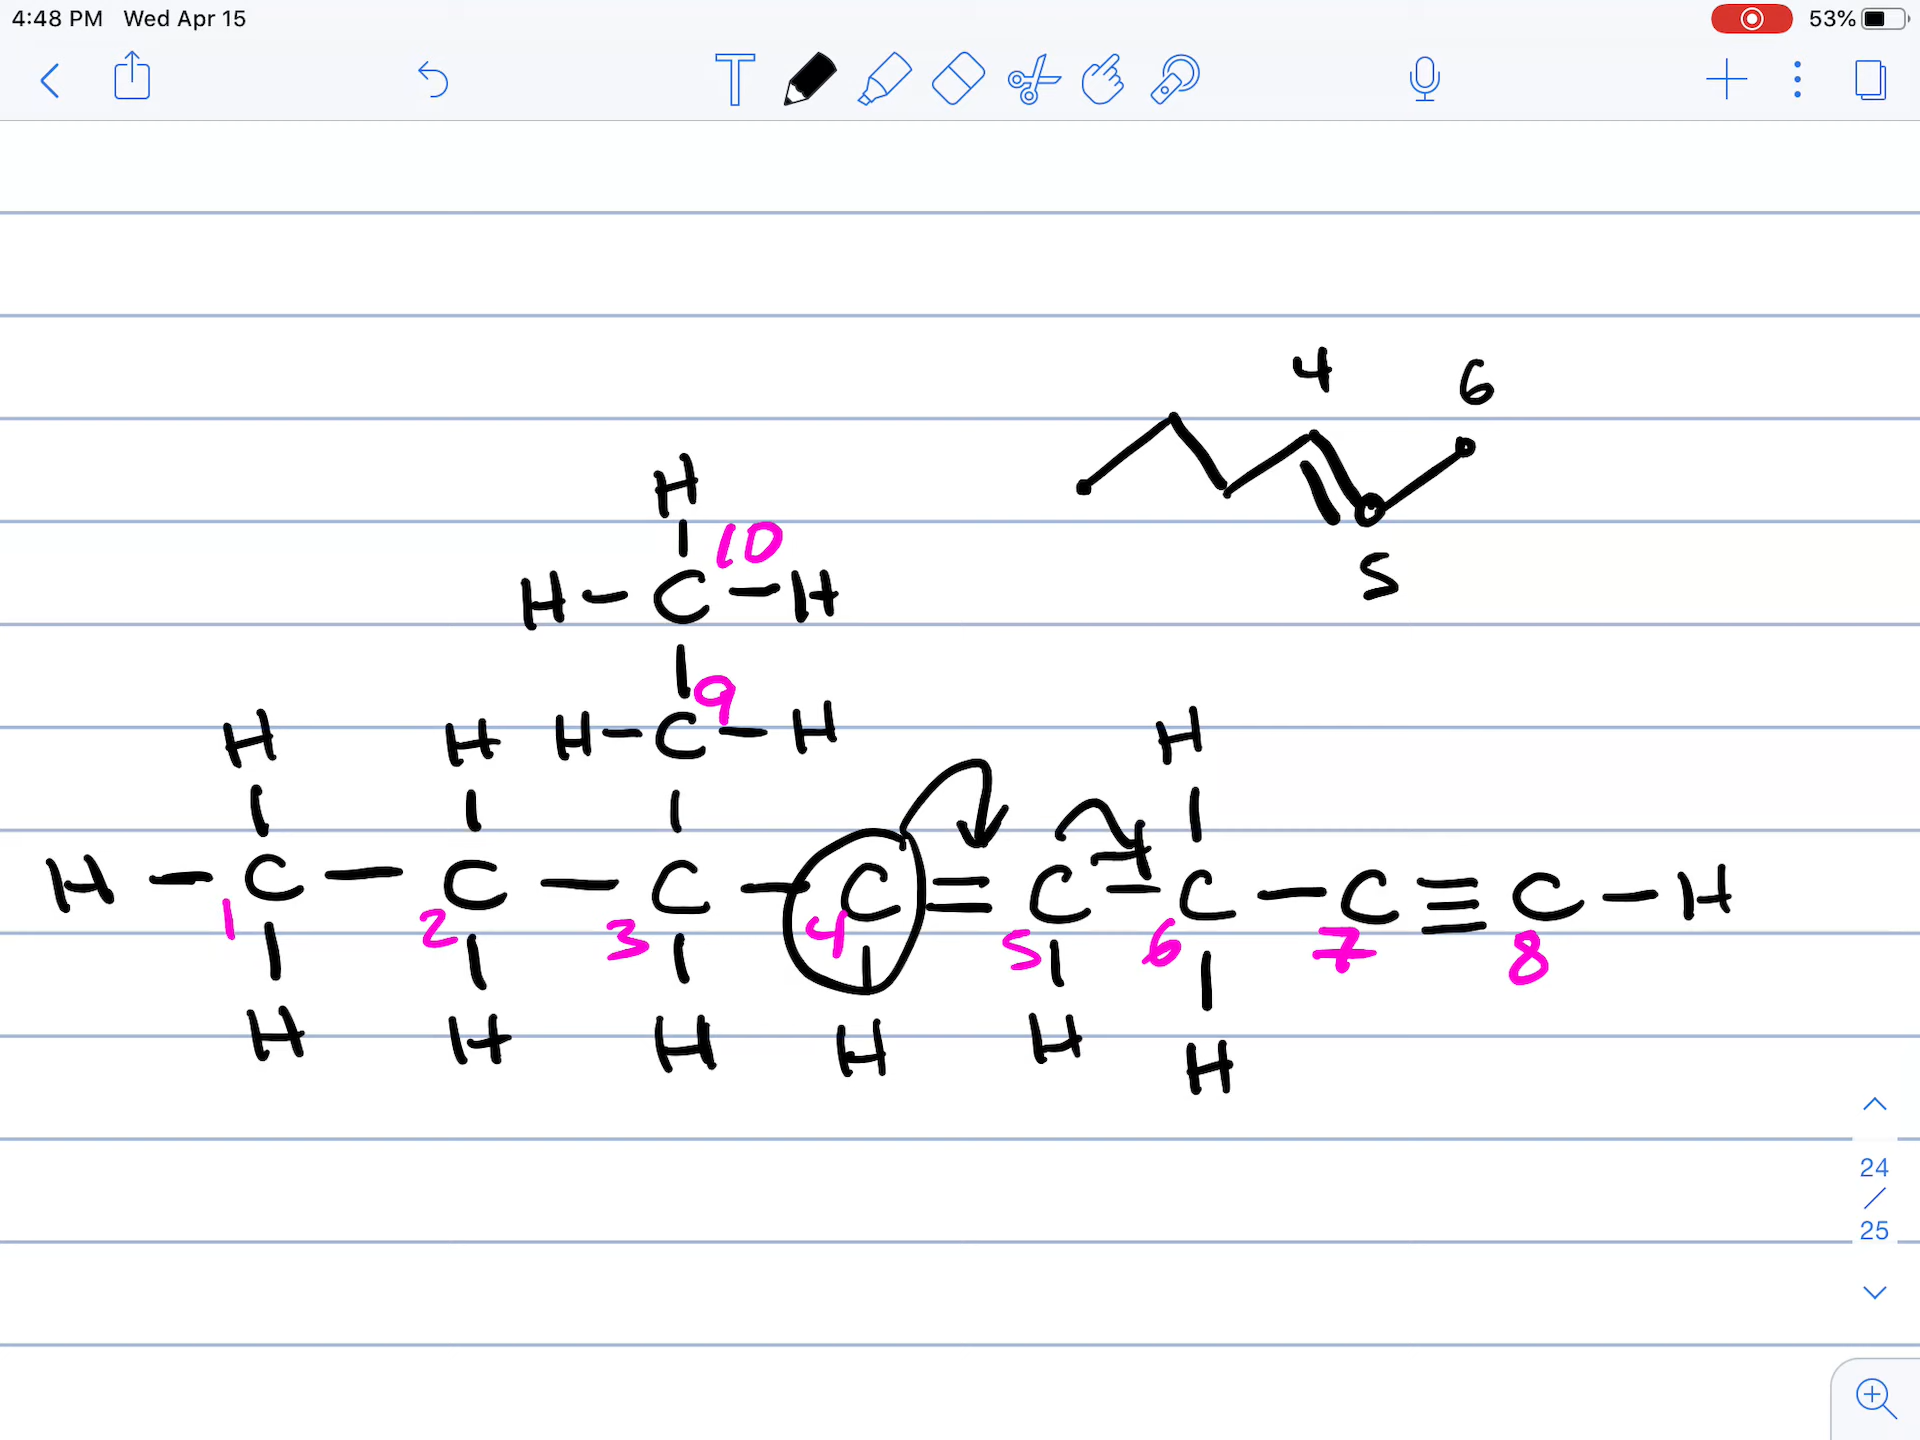 4:48 PM Wed Apr 15 53%
T
4 6
5
H
10
H - C - H
9
H H H - C - H H
H - C - C - C - C = C - C - C ≡ C - H
1 2 3 4 5 6 7 8
H H H H H H
24
/
25